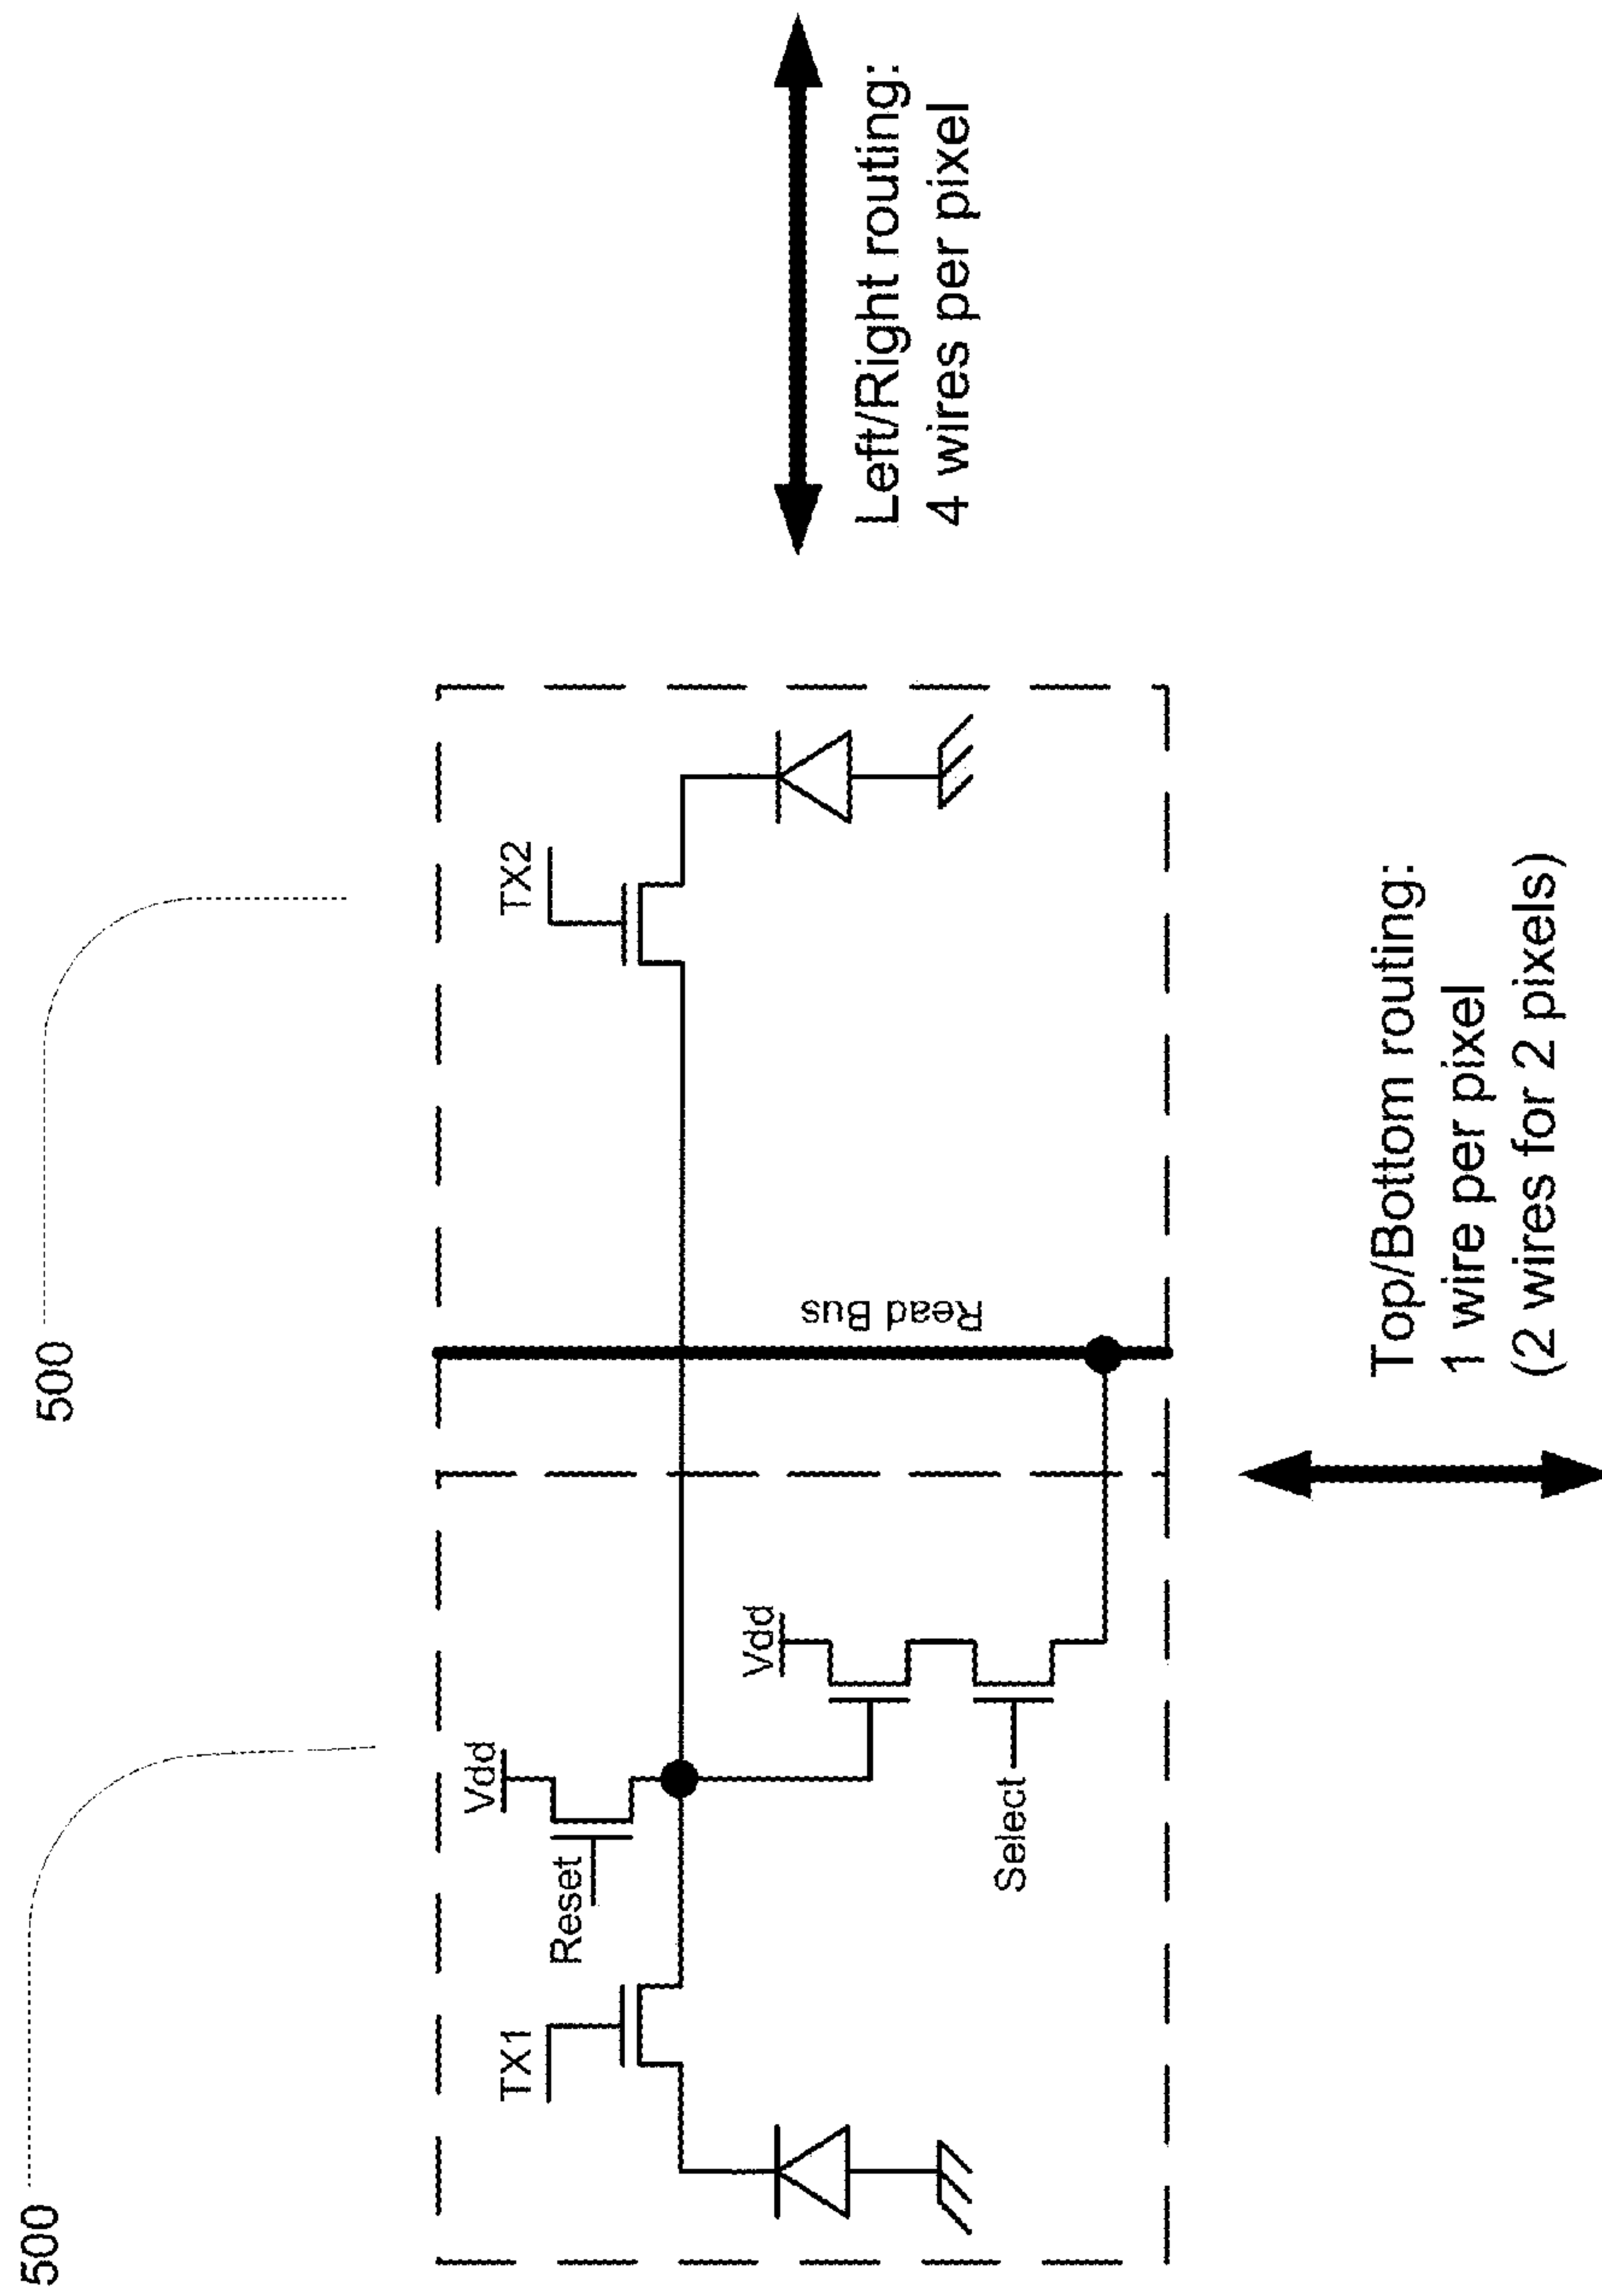 500
500
TX1
Reset
Vdd
Select
Vdd
Read Bus
TX2
Top/Bottom routing:
1 wire per pixel
(2 wires for 2 pixels)
Left/Right routing:
4 wires per pixel